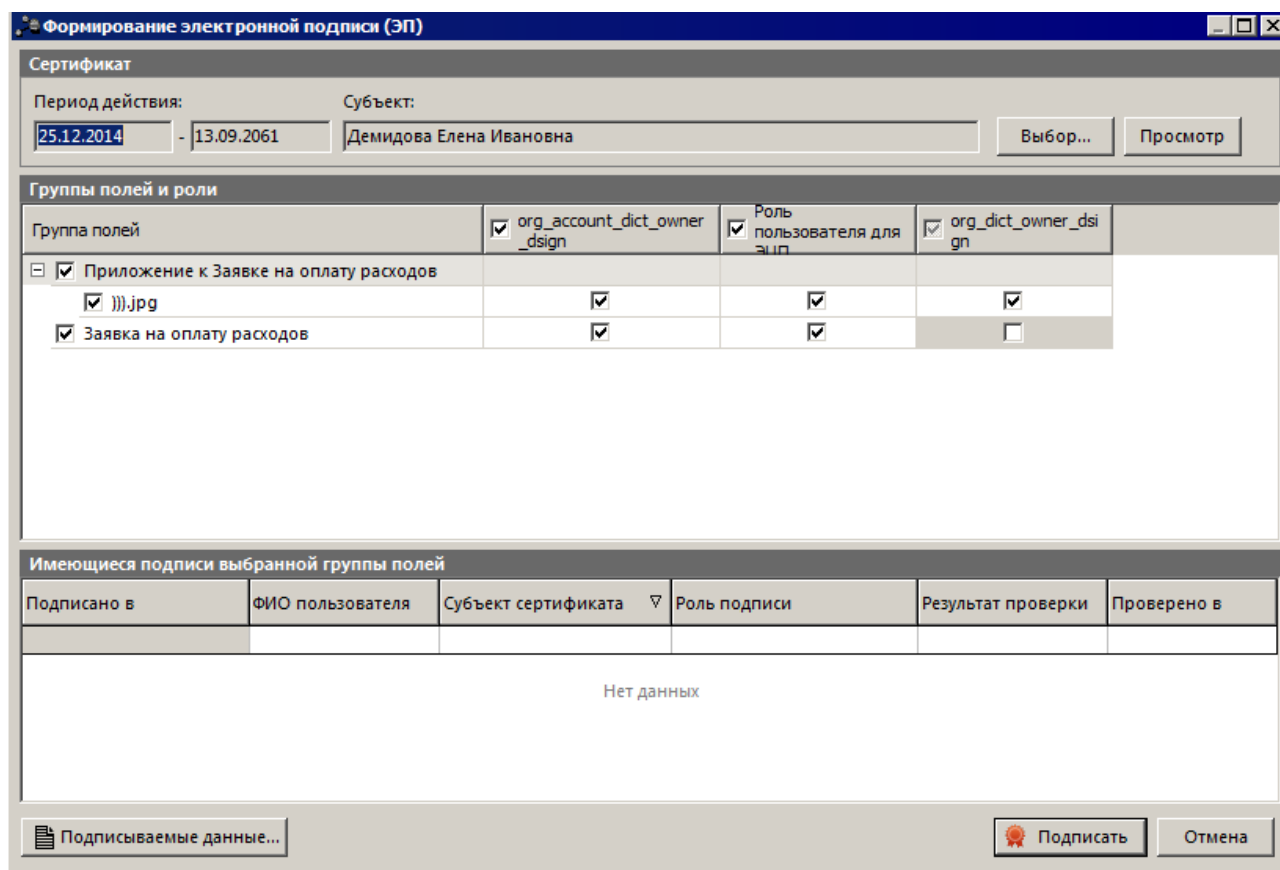 Формирование электронной подписи (ЭП)
Сертификат
Период действия: Субъект:
25.12.2014 - 13.09.2061 Демидова Елена Ивановна Выбор... Просмотр
Группы полей и роли
Группа полей org_account_dict_owner
_dsign Роль
пользователя для
ЭЦП org_dict_owner_dsi
gn
Приложение к Заявке на оплату расходов
))).jpg
Заявка на оплату расходов
Имеющиеся подписи выбранной группы полей
Подписано в ФИО пользователя Субъект сертификата Роль подписи Результат проверки Проверено в
Нет данных
Подписываемые данные... Подписать Отмена